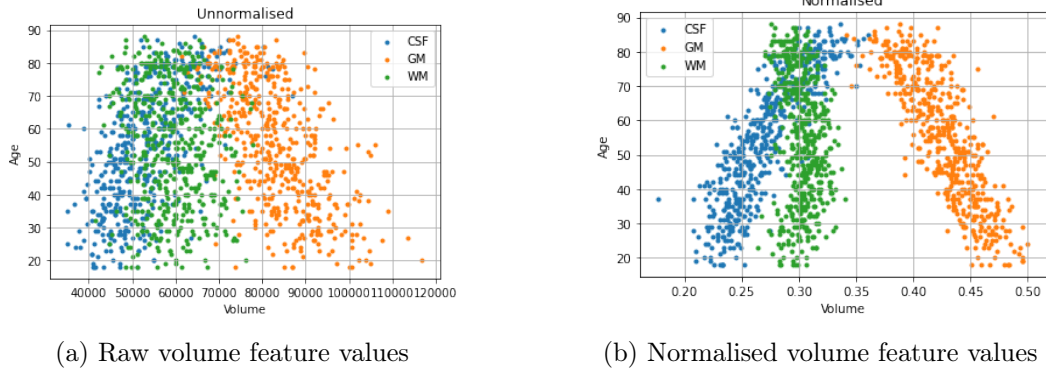 Unnormalised
90
80
70
60
50
40
30
20
Age
CSF
GM
WM
40000 50000 60000 70000 80000 90000 100000 110000 120000
Volume
(a) Raw volume feature values
Normalised
90
80
70
60
50
40
30
20
Age
CSF
GM
WM
0.20 0.25 0.30 0.35 0.40 0.45 0.50
Volume
(b) Normalised volume feature values